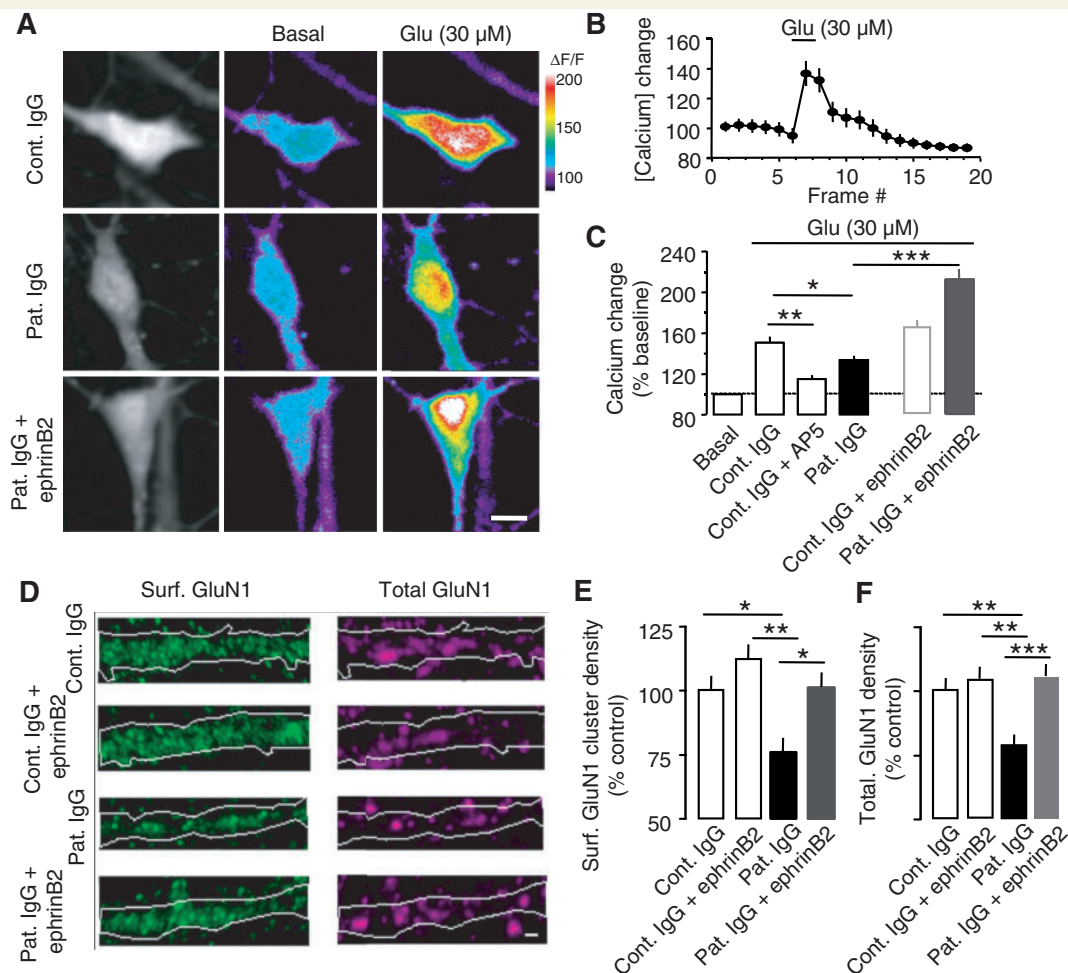 A
Basal
Glu (30 µM)
ΔF/F
200
150
100
Cont. IgG
Pat. IgG
Pat. IgG +
ephrinB2
B
Glu (30 µM)
[Calcium] change
160
140
120
100
80
0
5
10
15
20
Frame #
C
Glu (30 µM)
***
*
**
Calcium change
(% baseline)
240
200
160
120
80
Basal
Cont. IgG
Cont. IgG + AP5
Pat. IgG
Cont. IgG + ephrinB2
Pat. IgG + ephrinB2
D
Surf. GluN1
Total GluN1
Cont. IgG
Cont. IgG +
ephrinB2
Pat. IgG
Pat. IgG +
ephrinB2
E
*
**
*
Surf. GluN1 cluster density
(% control)
125
100
75
50
Cont. IgG
Cont. IgG + ephrinB2
Pat. IgG
Pat. IgG + ephrinB2
F
**
**
***
Total. GluN1 density
(% control)
Cont. IgG
Cont. IgG + ephrinB2
Pat. IgG
Pat. IgG + ephrinB2